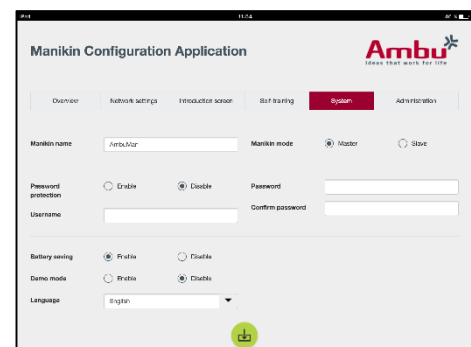 iPad 11:04
Manikin Configuration Application
Ambu
Ideas that work for life
Overview Network settings Introduction screen Self-training System Administration
Manikin name AmbuMan Manikin mode Master Slave
Password protection Enable Disable Password
Username Confirm password
Battery saving Enable Disable
Demo mode Enable Disable
Language English